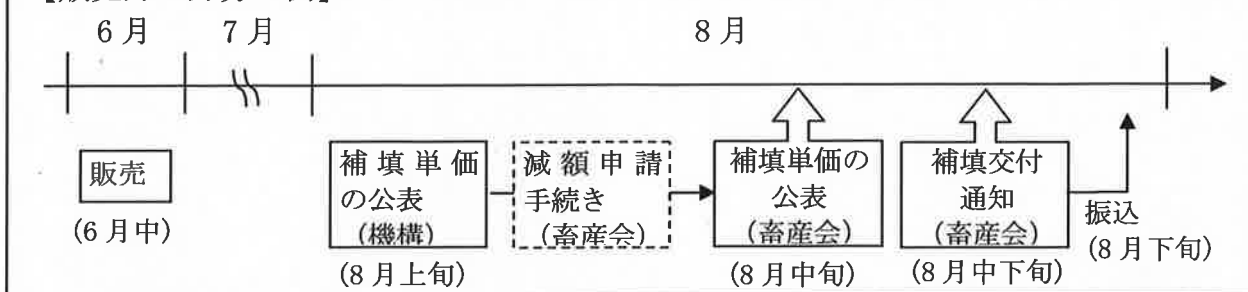 6月
7月
8月
販売
(6月中)
補填単価
の公表
(機構)
(8月上旬)
減額申請
手続き
(畜産会)
補填単価の
公表
(畜産会)
(8月中旬)
補填交付
通知
(畜産会)
(8月中下旬)
振込
(8月下旬)